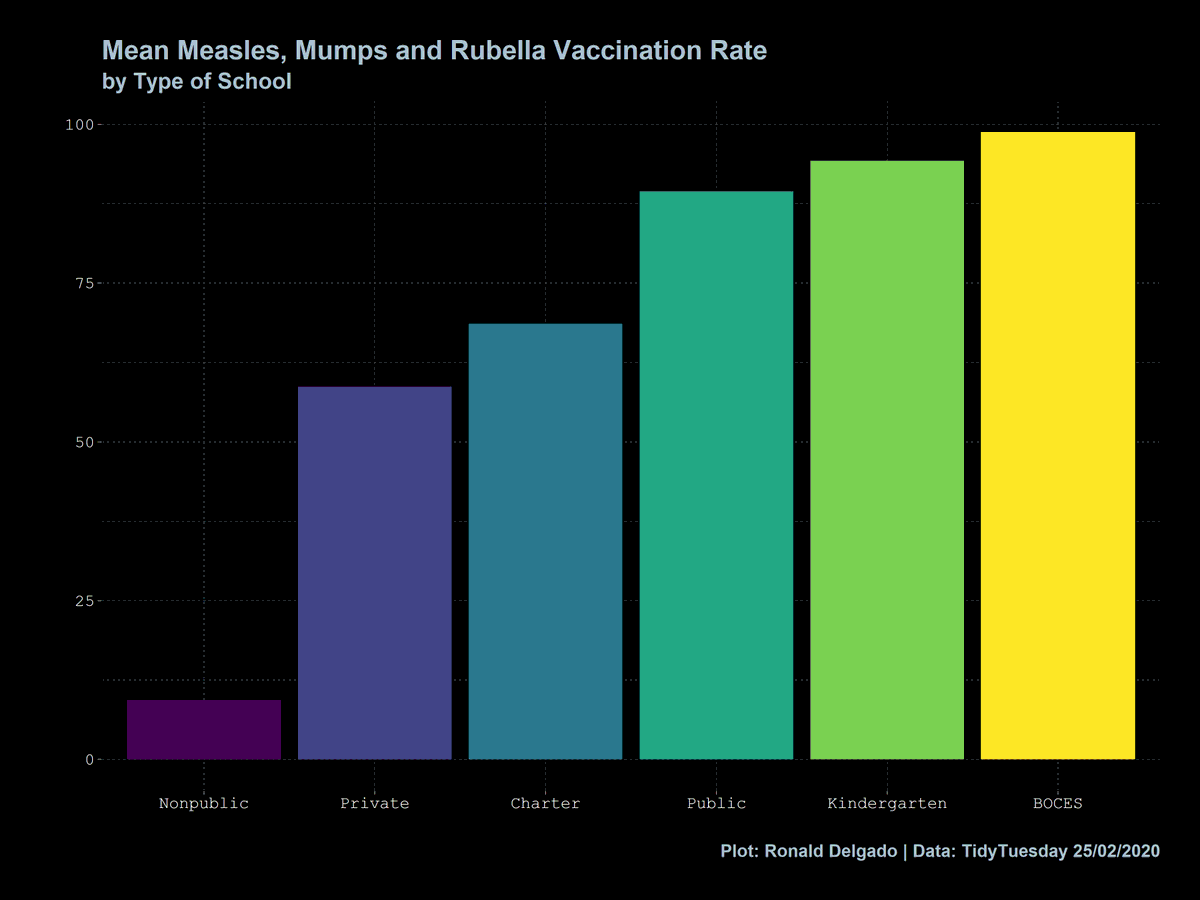 Mean Measles, Mumps and Rubella Vaccination Rate
by Type of School
100
75
50
25
0
Nonpublic Private Charter Public Kindergarten BOCES
Plot: Ronald Delgado | Data: TidyTuesday 25/02/2020